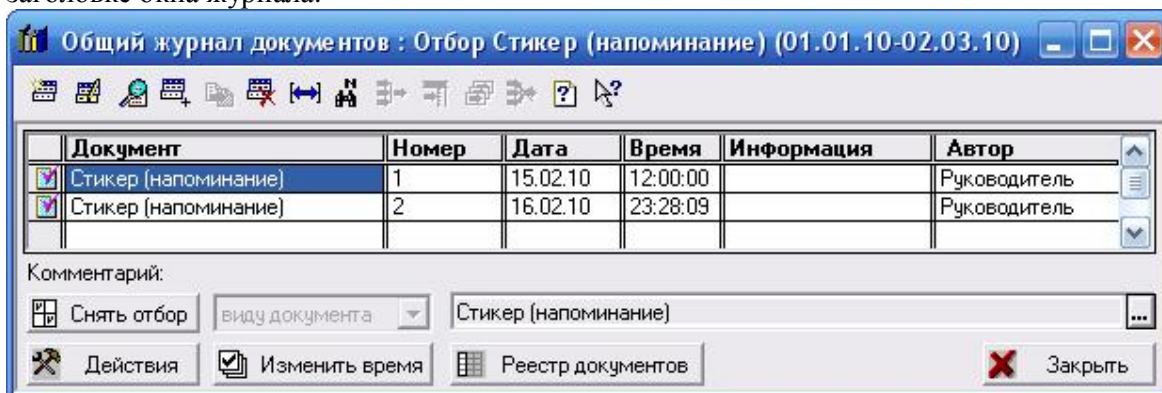 заголовке окна журнала.
Общий журнал документов : Отбор Стикер (напоминание) (01.01.10-02.03.10)
Документ Номер Дата Время Информация Автор
Стикер (напоминание) 1 15.02.10 12:00:00 Руководитель
Стикер (напоминание) 2 16.02.10 23:28:09 Руководитель
Комментарий:
Снять отбор виду документа Стикер (напоминание) ...
Действия Изменить время Реестр документов Закрыть